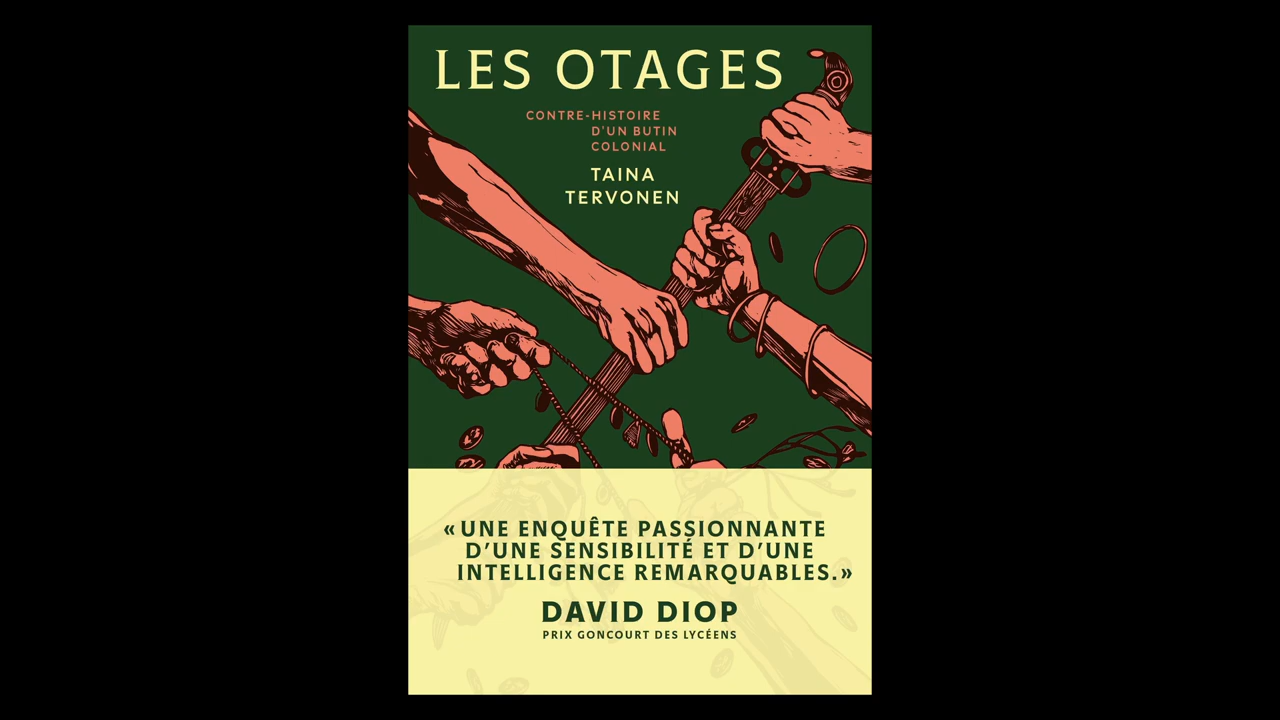 LES OTAGES
CONTRE-HISTOIRE
D'UN BUTIN
COLONIAL
TAINA
TERVONEN
«UNE ENQUÊTE PASSIONNANTE
D’UNE SENSIBILITÉ ET D’UNE
INTELLIGENCE REMARQUABLES.»
DAVID DIOP
PRIX GONCOURT DES LYCÉENS